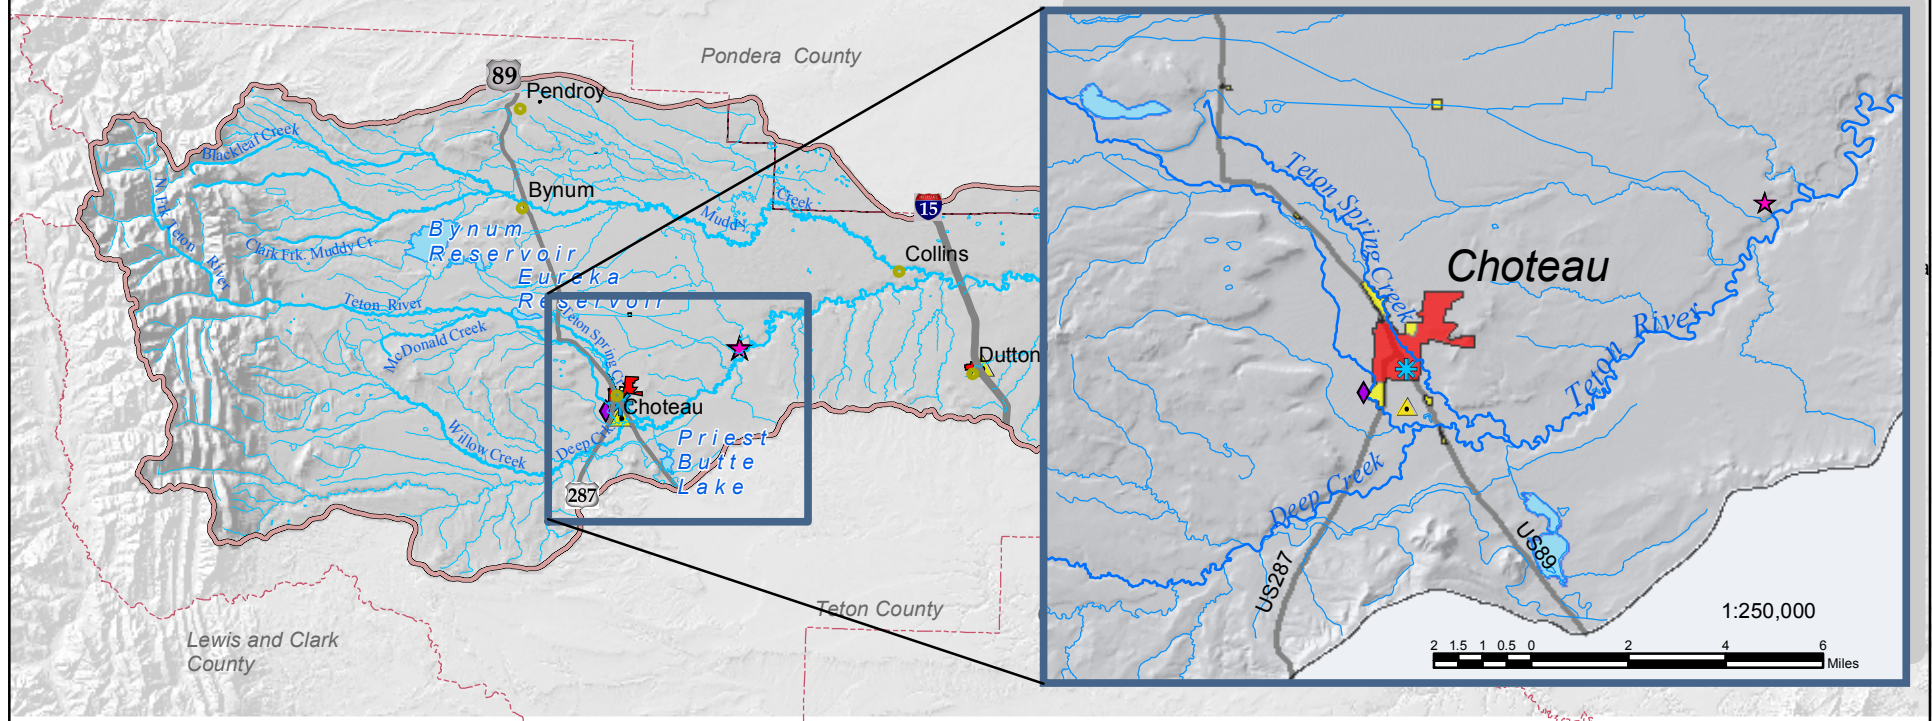 Pondera County
89
Pendroy
Blackleaf Creek
N. Frk. Teton River
Bynum
Muddy Creek
15
Clark Frk. Muddy Cr.
Bynum
Reservoir
Collins
Eureka
Reservoir
Teton River
McDonald Creek
Teton Spring
Dutton
Choteau
Willow Creek
Deep Crk
Priest
Butte
Lake
287
Teton County
Lewis and Clark
County
Teton Spring Creek
Choteau
Teton River
Deep Creek
US89
US287
1:250,000
2 1.5 1 0.5 0 2 4 6
Miles